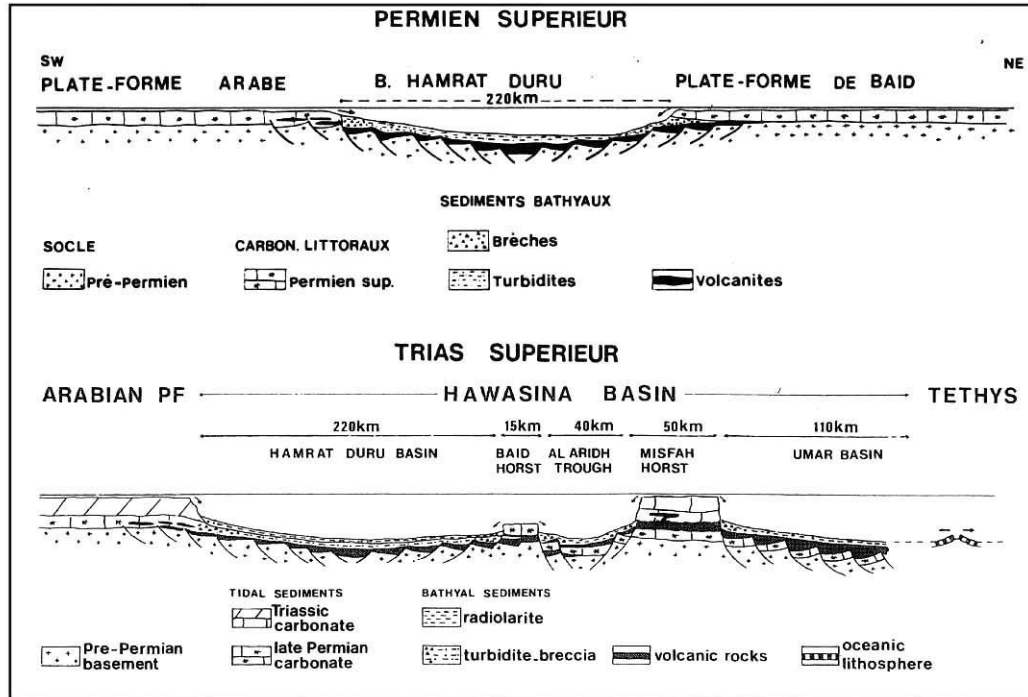 PERMIEN SUPERIEUR
SW
NE
PLATE-FORME ARABE B. HAMRAT DURU PLATE-FORME DE BAID
220km
SEDIMENTS BATHYAUX
SOCLE CARBON. LITTORAUX Brèches
Pré-Permien Permien sup. Turbidites Volcanites
TRIAS SUPERIEUR
ARABIAN PF HAWASINA BASIN TETHYS
220km 15km 40km 50km 110km
HAMRAT DURU BASIN BAID AL ARIDH MISFAH UMAR BASIN
HORST TROUGH HORST
TIDAL SEDIMENTS BATHYAL SEDIMENTS
Triassic radiolarite
carbonate
Pre-Permian late Permian turbidite_breccia volcanic rocks oceanic
basement carbonate lithosphere